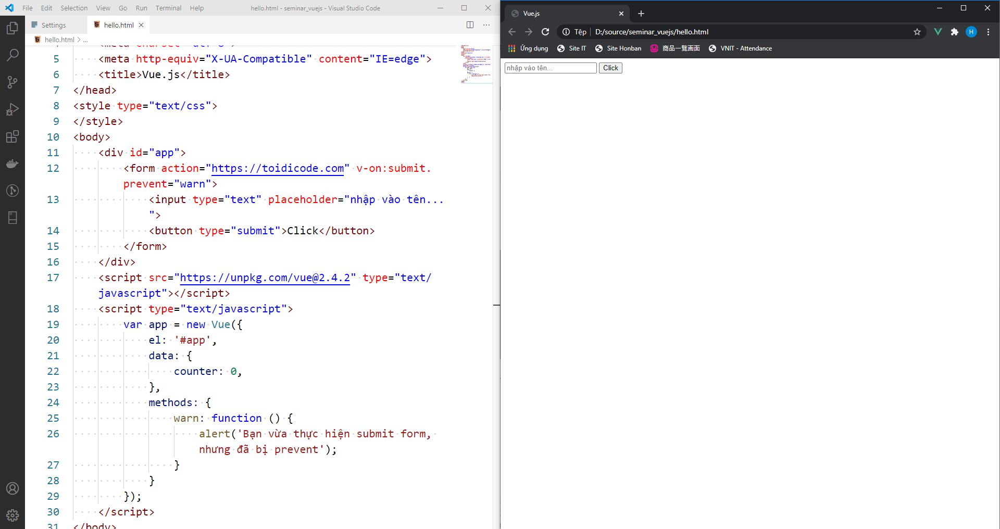 File Edit Selection View Go Run Terminal Help hello.html - seminar_vuejs - Visual Studio Code
Settings hello.html
hello.html > ...
5 <meta http-equiv="X-UA-Compatible" content="IE=edge">
6 <title>Vue.js</title>
7 </head>
8 <style type="text/css">
9 </style>
10 <body>
11 <div id="app">
12 <form action="https://toidicode.com" v-on:submit.
prevent="warn">
13 <input type="text" placeholder="nhập vào tên...
">
14 <button type="submit">Click</button>
15 </form>
16 </div>
17 <script src="https://unpkg.com/vue@2.4.2" type="text/
javascript"></script>
18 <script type="text/javascript">
19 var app = new Vue({
20 el: '#app',
21 data: {
22 counter: 0,
23 },
24 methods: {
25 warn: function () {
26 alert('Bạn vừa thực hiện submit form,
nhưng đã bị prevent');
27 }
28 }
29 });
30 </script>
31 </body>
Vue.js
Tệp D:/source/seminar_vuejs/hello.html H
Ứng dụng Site IT Site Honban 商品一覧画面 VNIT - Attendance
nhập vào tên... Click